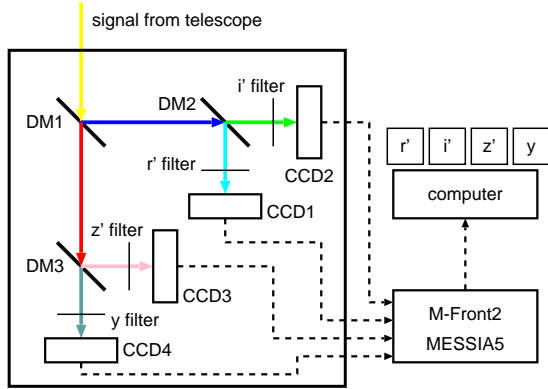 signal from telescope
i' filter
DM2
DM1
r' filter
CCD2
r' i' z' y
computer
CCD1
z' filter
DM3
CCD3
M-Front2
MESSIA5
y filter
CCD4